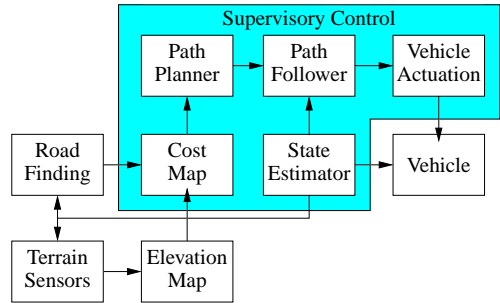 Supervisory Control
Path
Planner
Path
Follower
Vehicle
Actuation
Road
Finding
Cost
Map
State
Estimator
Vehicle
Terrain
Sensors
Elevation
Map